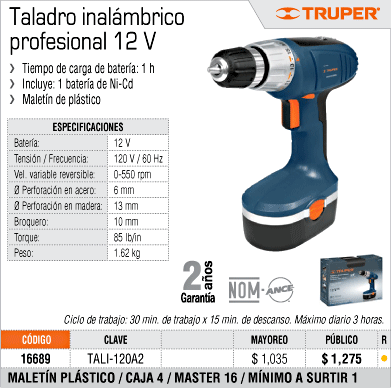 Taladro inalámbrico
profesional 12 V
TRUPER®
❯ Tiempo de carga de batería: 1 h
❯ Incluye: 1 batería de Ni-Cd
❯ Maletín de plástico
ESPECIFICACIONES
Batería: 12 V
Tensión / Frecuencia: 120 V / 60 Hz
Vel. variable reversible: 0-550 rpm
Ø Perforación en acero: 6 mm
Ø Perforación en madera: 13 mm
Broquero: 10 mm
Torque: 85 lb/in
Peso: 1.62 kg
2 años
Garantía
NOM-ANCE
TRUPER
Ciclo de trabajo: 30 min. de trabajo x 15 min. de descanso. Máximo diario 3 horas.
CÓDIGO CLAVE MAYOREO PÚBLICO R
16689 TALI-120A2 $ 1,035 $ 1,275
MALETÍN PLÁSTICO / CAJA 4 / MASTER 16 / MÍNIMO A SURTIR 1